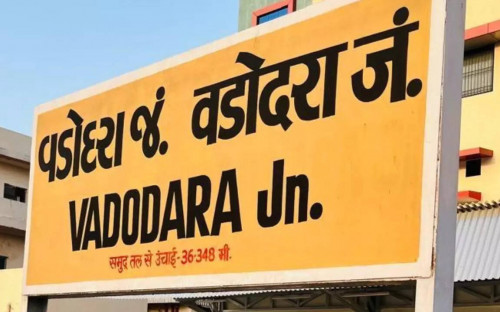 વડોદરા જં. वडोदरा जं.
VADODARA Jn.
समुद्र तल से उंचाई-36·348 मी.